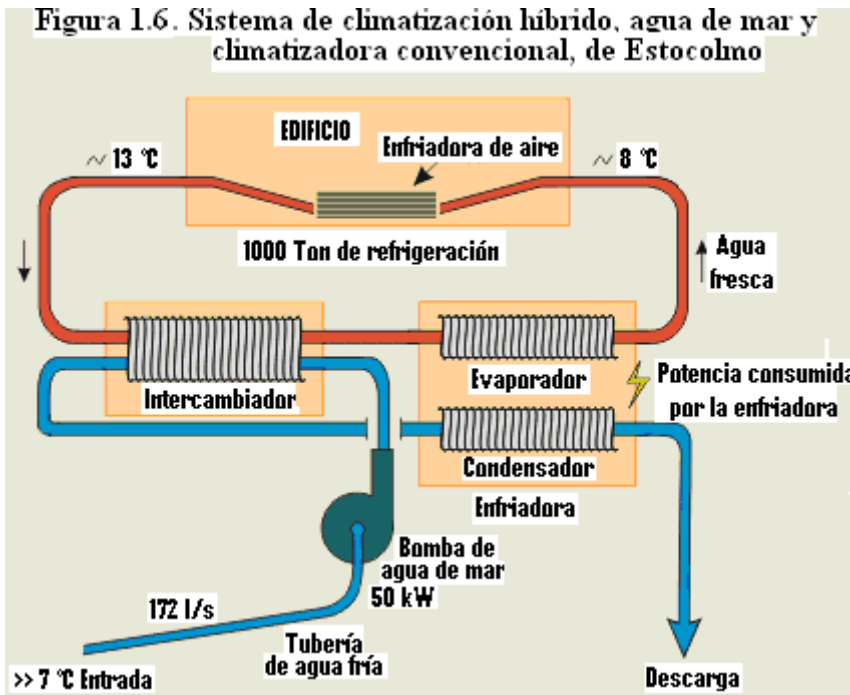 Figura 1.6. Sistema de climatización híbrido, agua de mar y
climatizadora convencional, de Estocolmo
EDIFICIO
Enfriadora de aire
~ 13 °C
~ 8 °C
1000 Ton de refrigeración
Agua
fresca
Intercambiador
Evaporador
Potencia consumida
por la enfriadora
Condensador
Enfriadora
Bomba de
agua de mar
50 kW
172 l/s
Tubería
de agua fría
>> 7 °C Entrada
Descarga